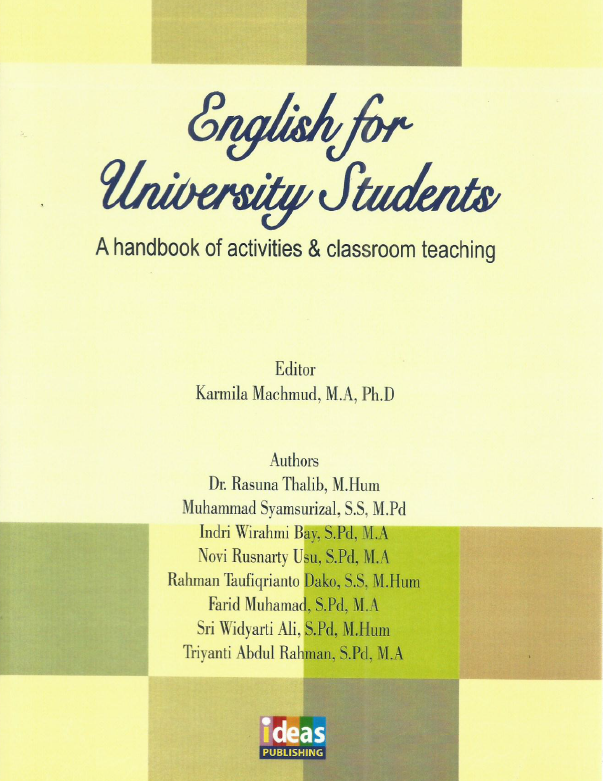 English for
University Students
A handbook of activities & classroom teaching
Editor
Karmila Machmud, M.A, Ph.D
Authors
Dr. Rasuna Thalib, M.Hum
Muhammad Syamsurizal, S.S, M.Pd
Indri Wirahmi Bay, S.Pd, M.A
Novi Rusnarty Usu, S.Pd, M.A
Rahman Taufiqrianto Dako, S.S, M.Hum
Farid Muhamad, S.Pd, M.A
Sri Widyarti Ali, S.Pd, M.Hum
Triyanti Abdul Rahman, S.Pd, M.A
ideas
PUBLISHING